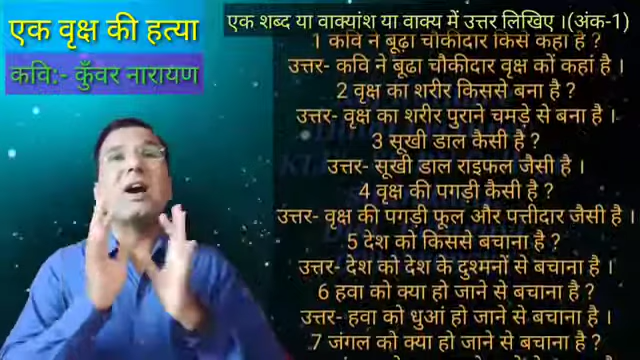 एक वृक्ष की हत्या
कवि:- कुँवर नारायण
एक शब्द या वाक्यांश या वाक्य में उत्तर लिखिए ।(अंक-1)
1 कवि ने बूढ़ा चौकीदार किसे कहा है ?
उत्तर- कवि ने बूढा चौकीदार वृक्ष कों कहां है ।
2 वृक्ष का शरीर किससे बना है ?
उत्तर- वृक्ष का शरीर पुराने चमड़े से बना है ।
3 सूखी डाल कैसी है ?
उत्तर- सूखी डाल राइफल जैसी है ।
4 वृक्ष की पगड़ी कैसी है ?
उत्तर- वृक्ष की पगड़ी फूल और पत्तीदार जैसी है ।
5 देश को किससे बचाना है ?
उत्तर- देश को देश के दुश्मनों से बचाना है ।
6 हवा को क्या हो जाने से बचाना है ?
उत्तर- हवा को धुआं हो जाने से बचाना है ।
7 जंगल को क्या हो जाने से बचाना है ?